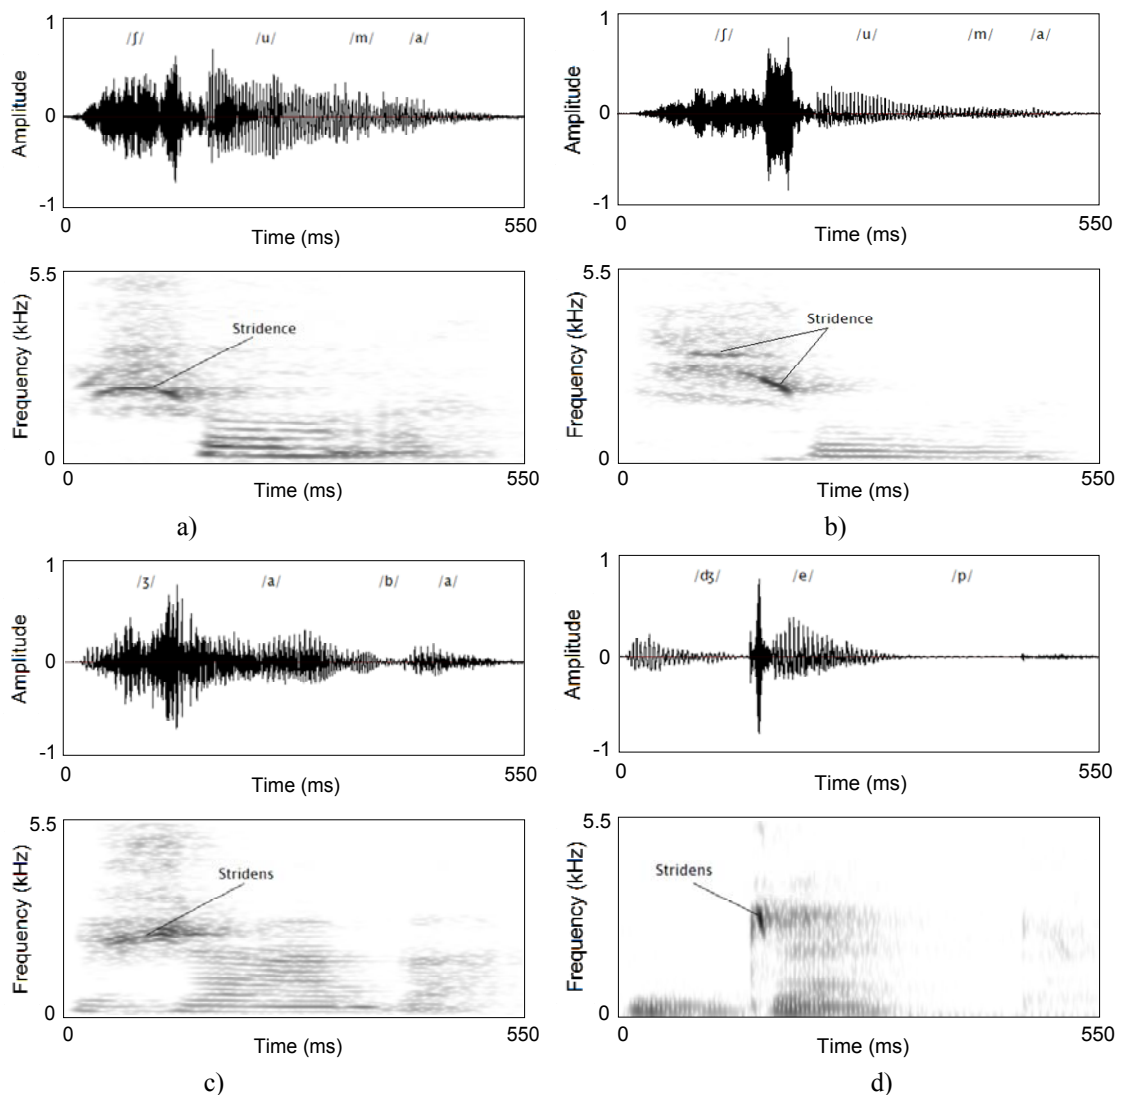 1
/ʃ/ /u/ /m/ /a/
Amplitude
0
-1
0
550
Time (ms)
5.5
Frequency (kHz)
Stridence
0
0
550
Time (ms)
a)
1
/ʃ/ /u/ /m/ /a/
Amplitude
0
-1
0
550
Time (ms)
5.5
Frequency (kHz)
Stridence
0
0
550
Time (ms)
b)
1
/ʒ/ /a/ /b/ /a/
Amplitude
0
-1
0
550
Time (ms)
5.5
Frequency (kHz)
Stridens
0
0
550
Time (ms)
c)
1
/dʒ/ /e/ /p/
Amplitude
0
-1
0
550
Time (ms)
5.5
Frequency (kHz)
Stridens
0
0
550
Time (ms)
d)